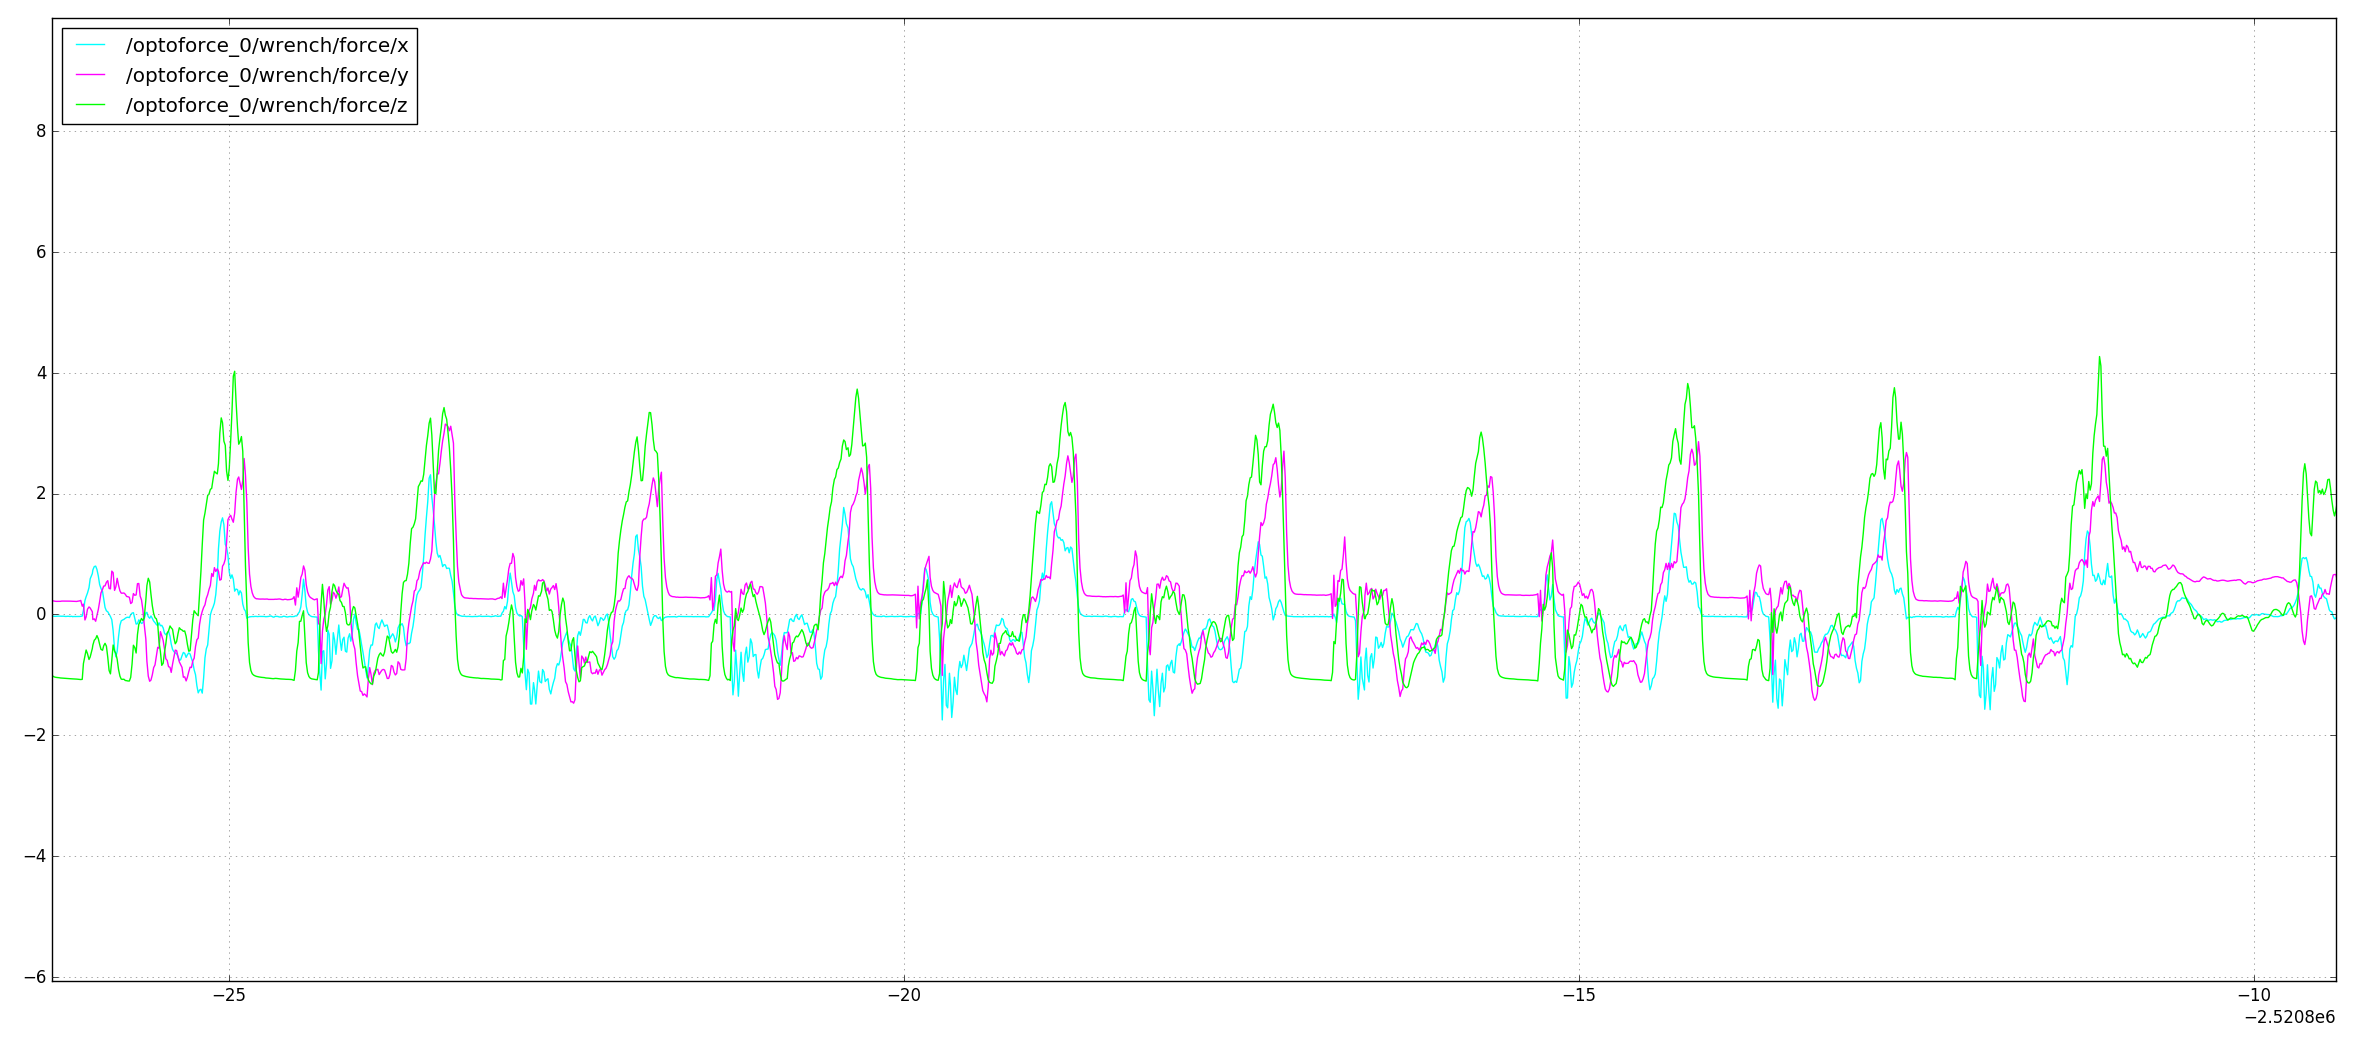 /optoforce_0/wrench/force/x
/optoforce_0/wrench/force/y
/optoforce_0/wrench/force/z
8
6
4
2
0
−2
−4
−6
−25 −20 −15 −10
−2.5208e6